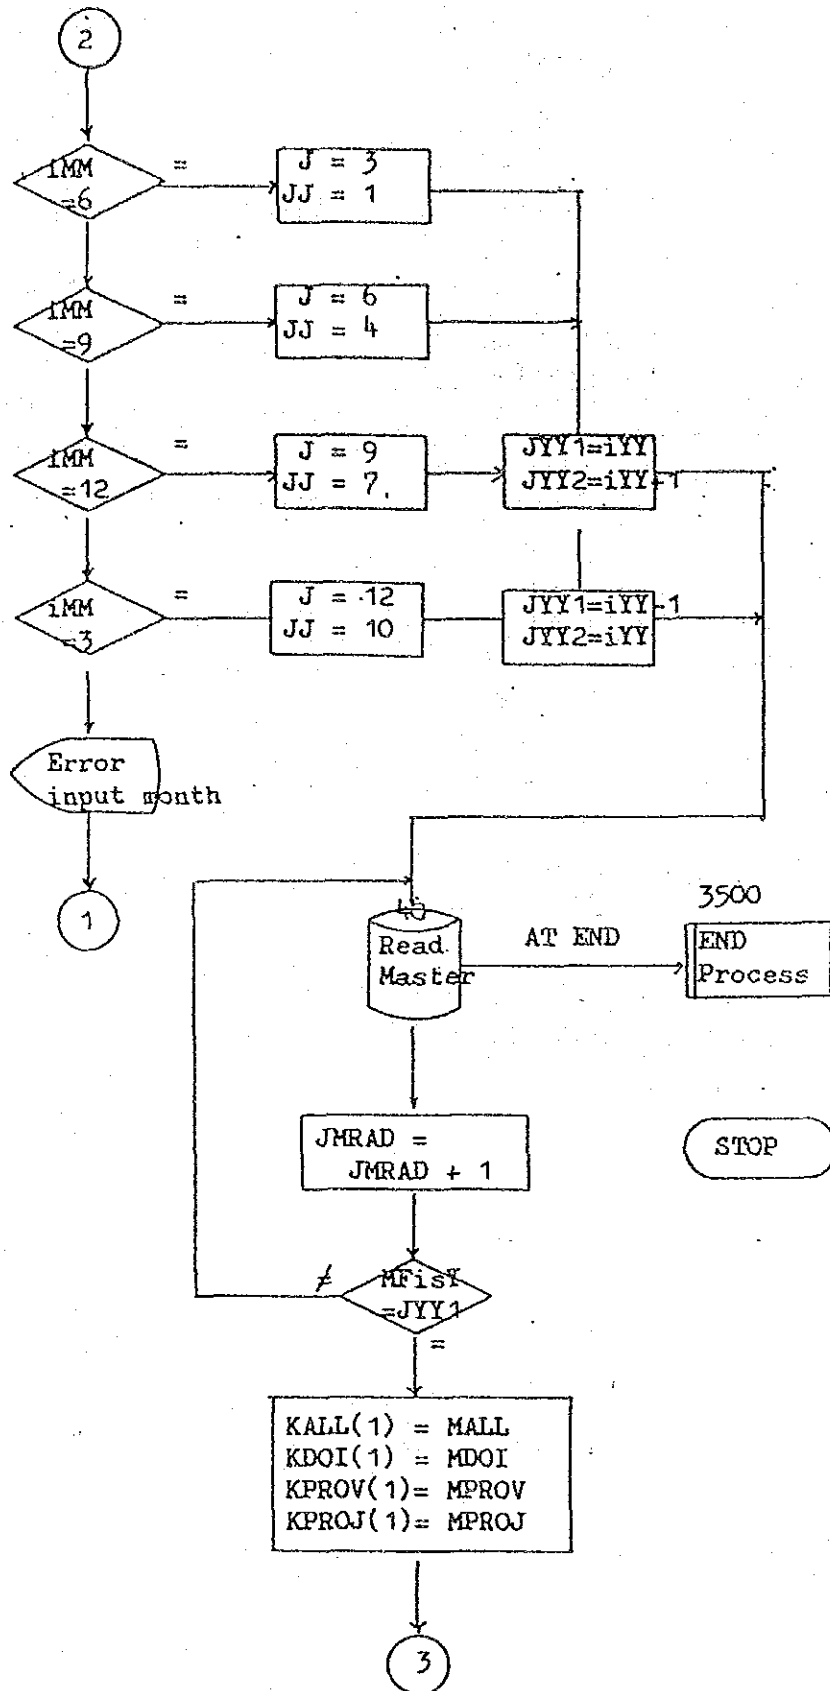 2
iMM
=6
=
J = 3
JJ = 1
iMM
=9
=
J = 6
JJ = 4
iMM
=12
=
J = 9
JJ = 7
JYY1=iYY
JYY2=iYY+1
iMM
=3
=
J = 12
JJ = 10
JYY1=iYY-1
JYY2=iYY
Error
input month
1
Read
Master
AT END
3500
END
Process
JMRAD =
JMRAD + 1
STOP
≠
MFisY
=JYY1
=
KALL(1) = MALL
KDOI(1) = MDOI
KPROV(1)= MPROV
KPROJ(1)= MPROJ
3